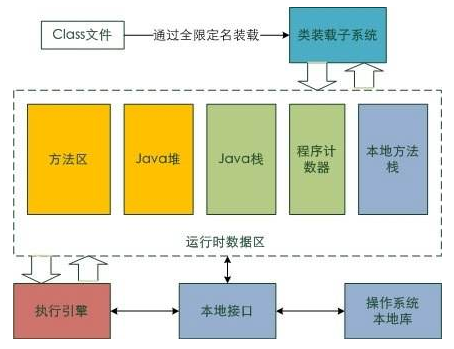 Class文件
通过全限定名装载
类装载子系统
方法区
Java堆
Java栈
程序计
数器
本地方法
栈
运行时数据区
执行引擎
本地接口
操作系统
本地库